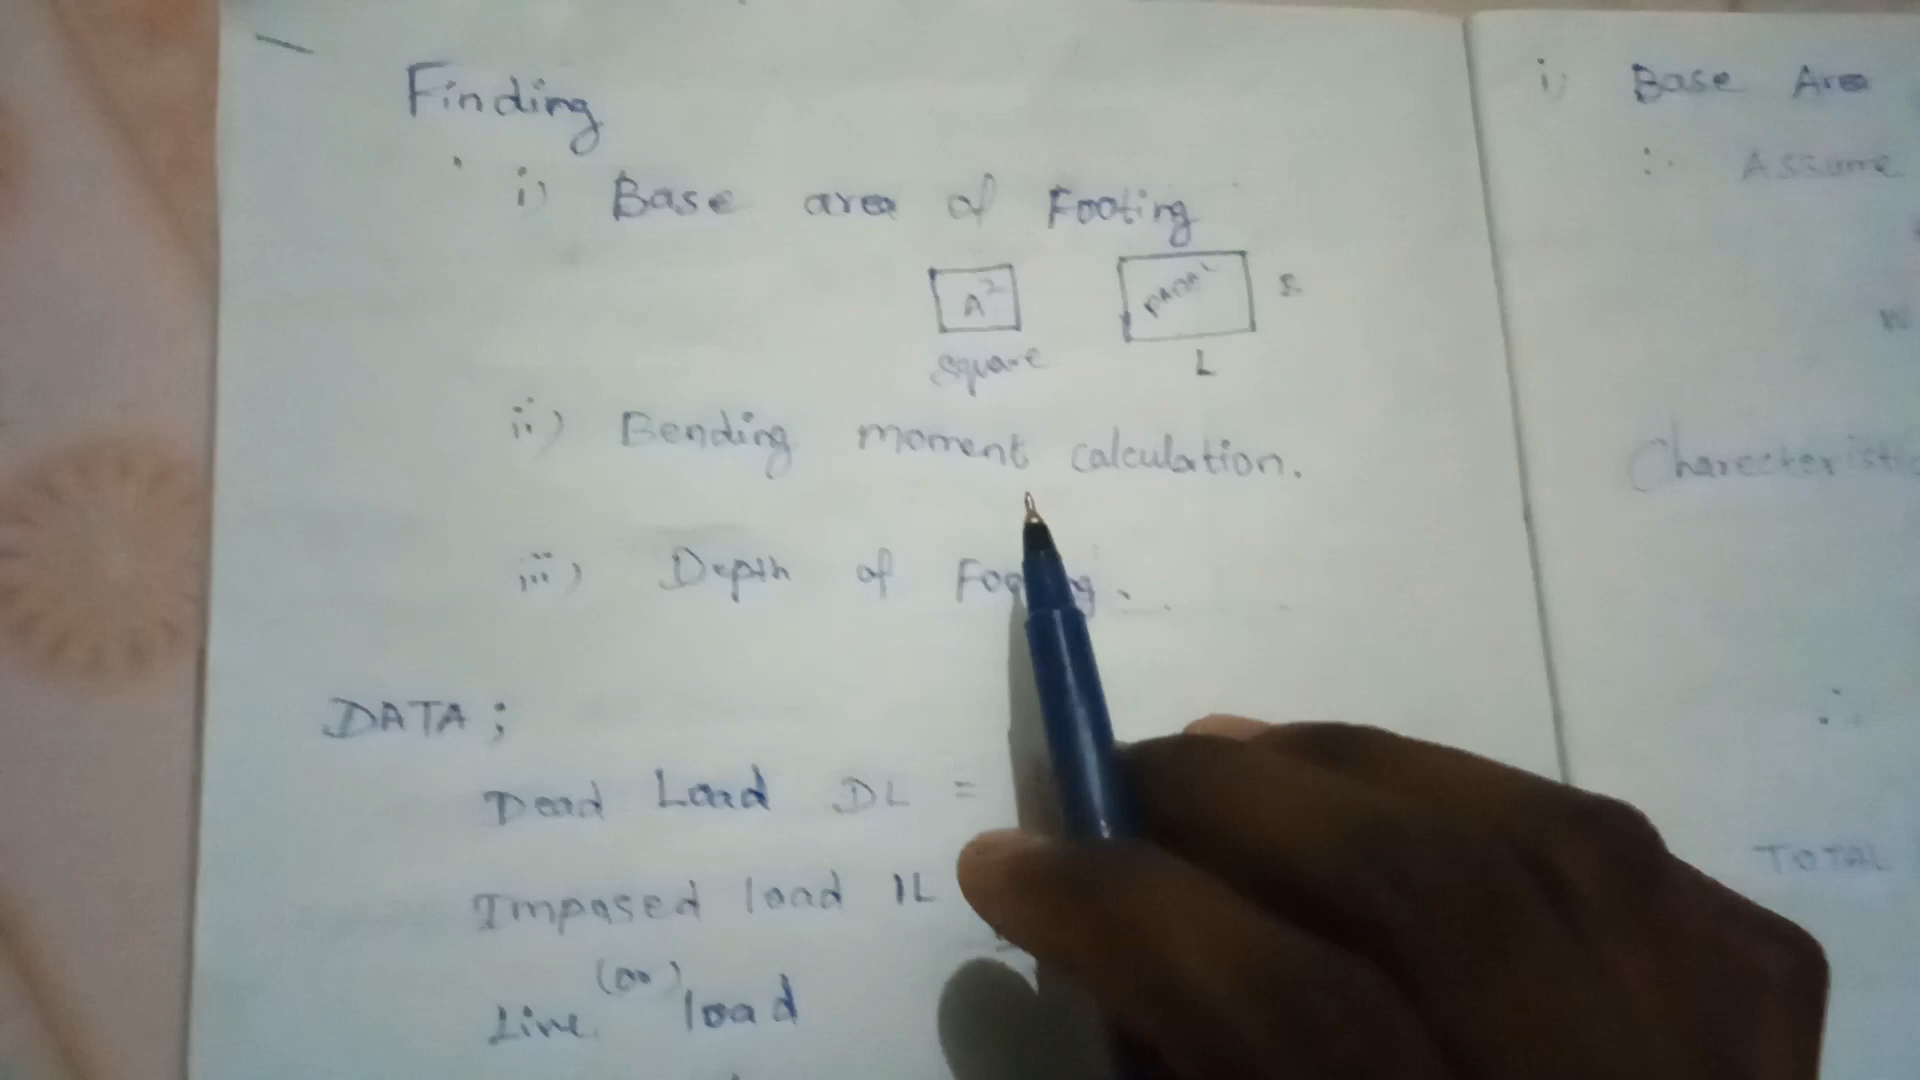 Finding
i) Base area of Footing
A²
square
L
ii) Bending moment calculation.
iii) Depth of
DATA ;
Dead Load DL =
Imposed load IL
(or)
Live load
i) Base Area
∴ Assume
Charecteristic
∴
TOTAL